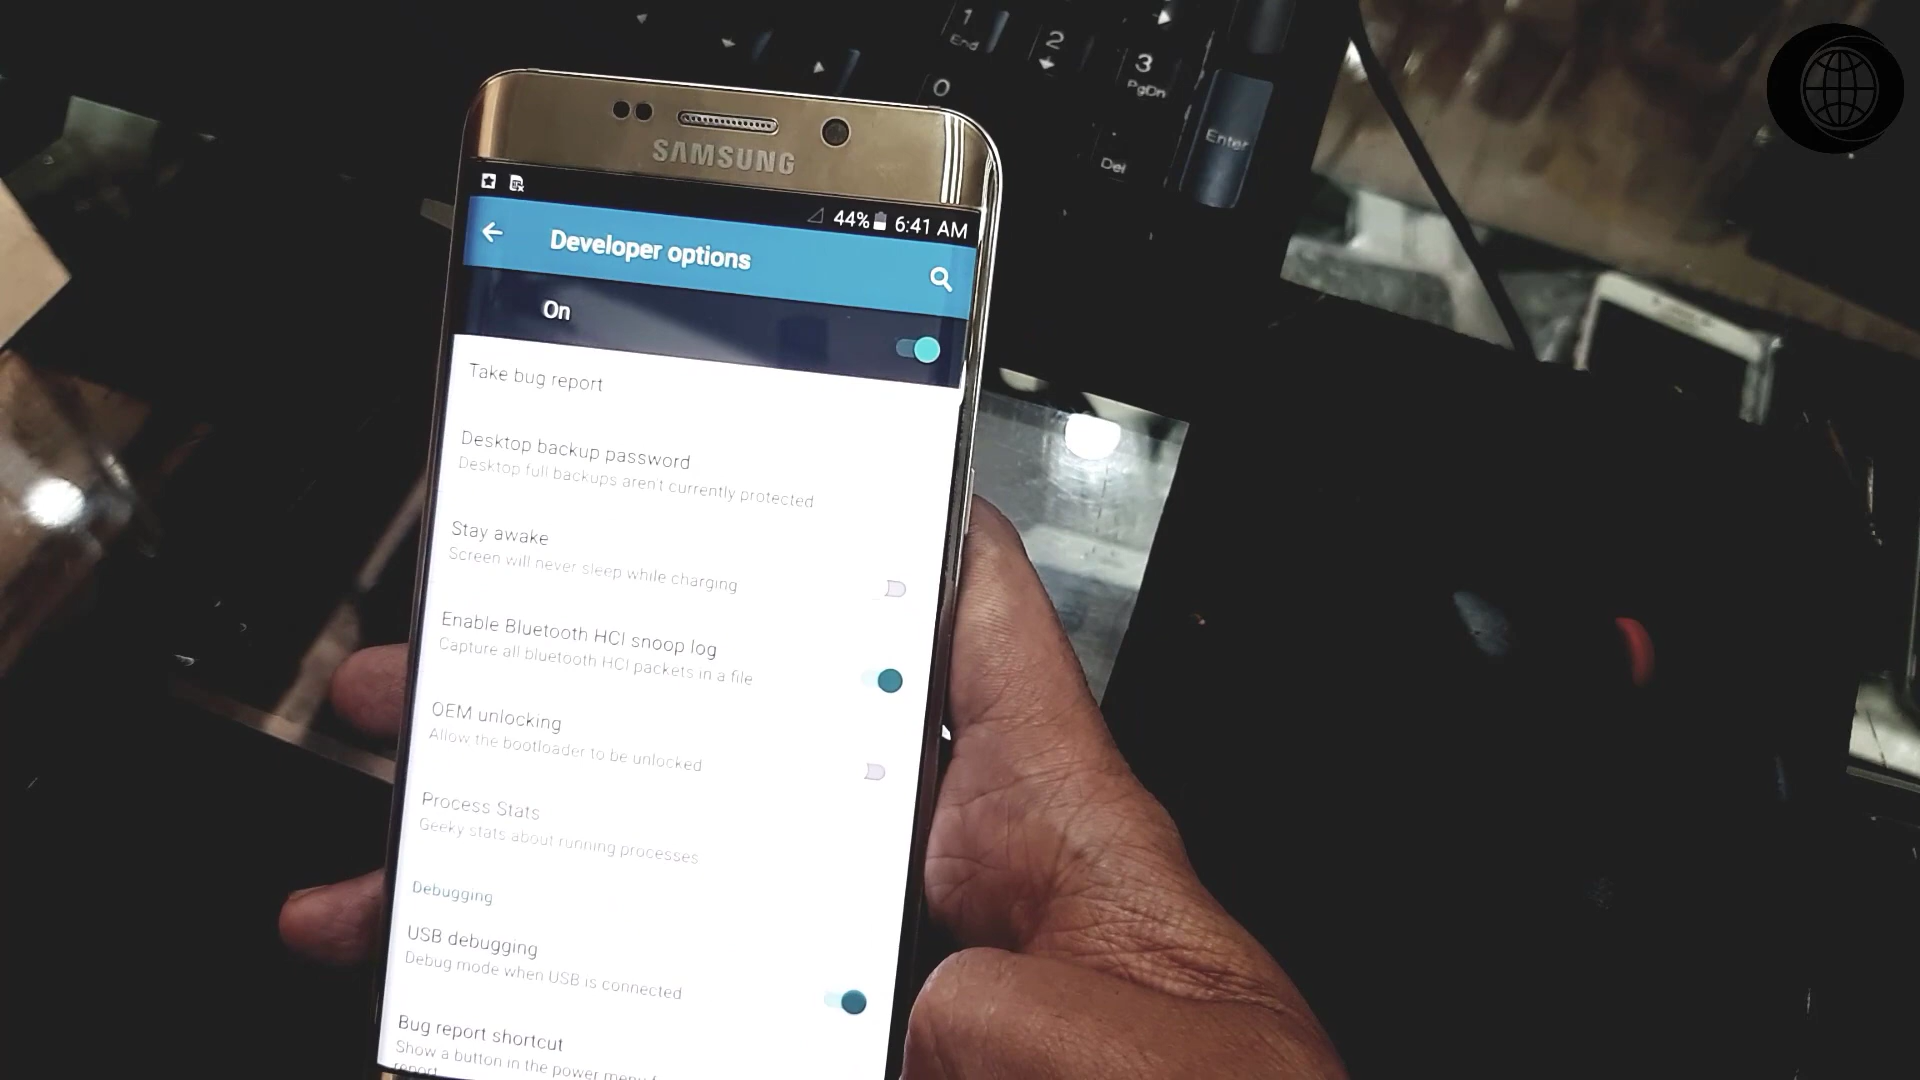 1
End
2
3
PgDn
0
Enter
Del
SAMSUNG
44% 6:41 AM
Developer options
On
Take bug report
Desktop backup password
Desktop full backups aren't currently protected
Stay awake
Screen will never sleep while charging
Enable Bluetooth HCI snoop log
Capture all bluetooth HCI packets in a file
OEM unlocking
Allow the bootloader to be unlocked
Process Stats
Geeky stats about running processes
Debugging
USB debugging
Debug mode when USB is connected
Bug report shortcut
Show a button in the power menu
report